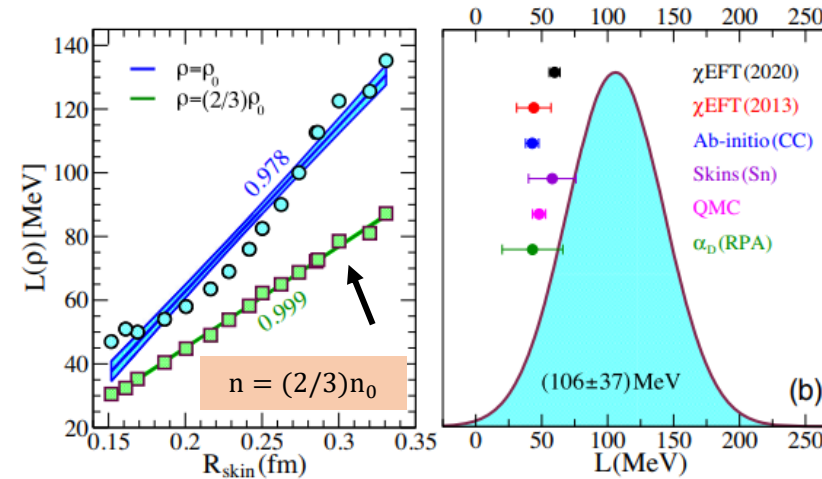 140
120
100
80
60
40
20
L(ρ)[MeV]
ρ=ρ₀
ρ=(2/3)ρ₀
0.978
0.999
n = (2/3)n₀
0.15 0.2 0.25 0.3 0.35
R_skin(fm)
0 50 100 150 200 250
χEFT(2020)
χEFT(2013)
Ab-initio(CC)
Skins(Sn)
QMC
α_D(RPA)
(106±37)MeV
(b)
0 50 100 150 200 250
L(MeV)